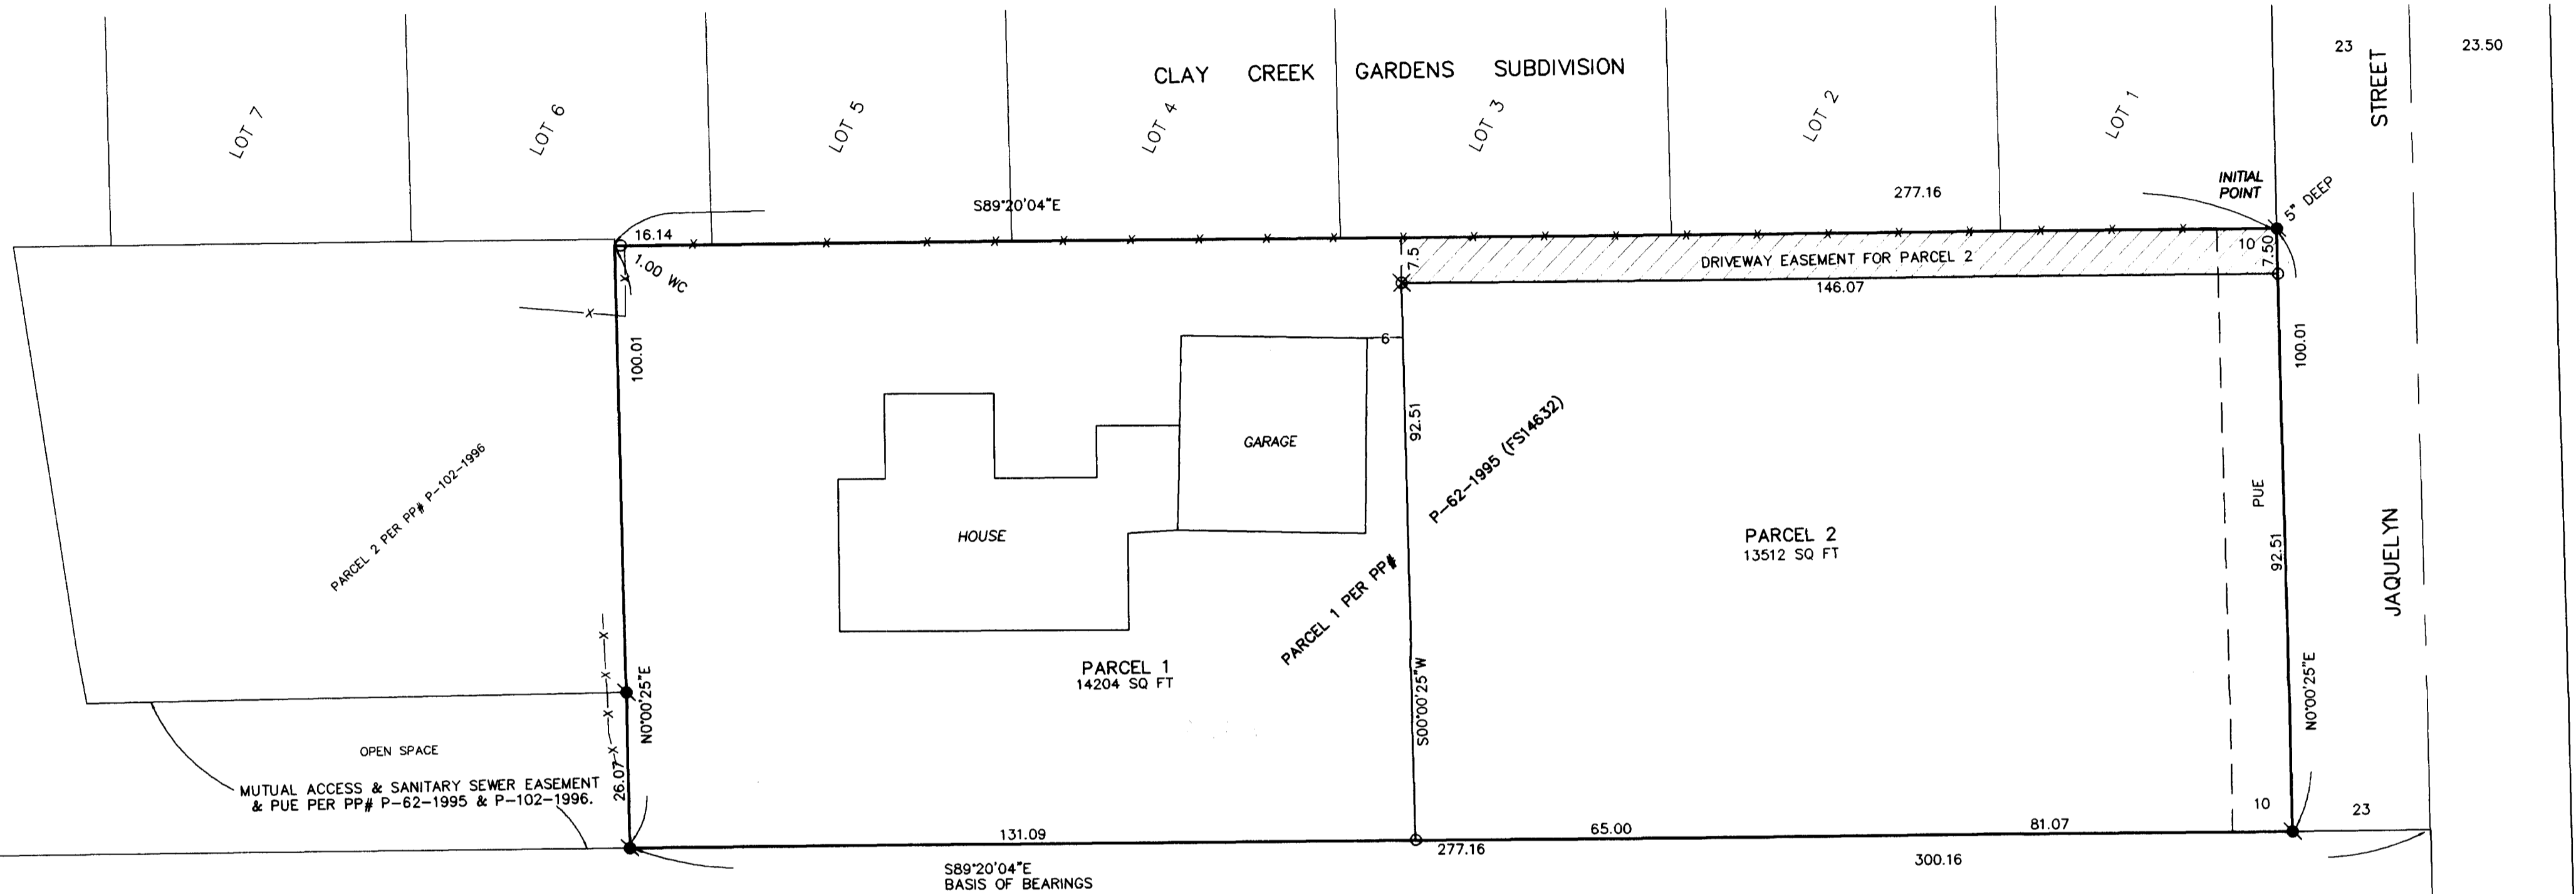 CLAY CREEK GARDENS SUBDIVISION
23
23.50
STREET
LOT 7
LOT 6
LOT 5
LOT 4
LOT 3
LOT 2
LOT 1
INITIAL
POINT
5" DEEP
277.16
S89°20'04"E
16.14
1.00 WC
7.5
DRIVEWAY EASEMENT FOR PARCEL 2
10
7.50
146.07
100.01
100.01
6
GARAGE
92.51
P-62-1995 (FS14632)
PARCEL 2 PER PP# P-102-1996
HOUSE
PARCEL 1 PER PP#
PARCEL 2
13512 SQ FT
PUE
92.51
JAQUELYN
PARCEL 1
14204 SQ FT
N0°00'25"E
S00°00'25"W
N0°00'25"E
OPEN SPACE
MUTUAL ACCESS & SANITARY SEWER EASEMENT
& PUE PER PP# P-62-1995 & P-102-1996.
26.07
10
23
131.09
65.00
81.07
277.16
300.16
S89°20'04"E
BASIS OF BEARINGS